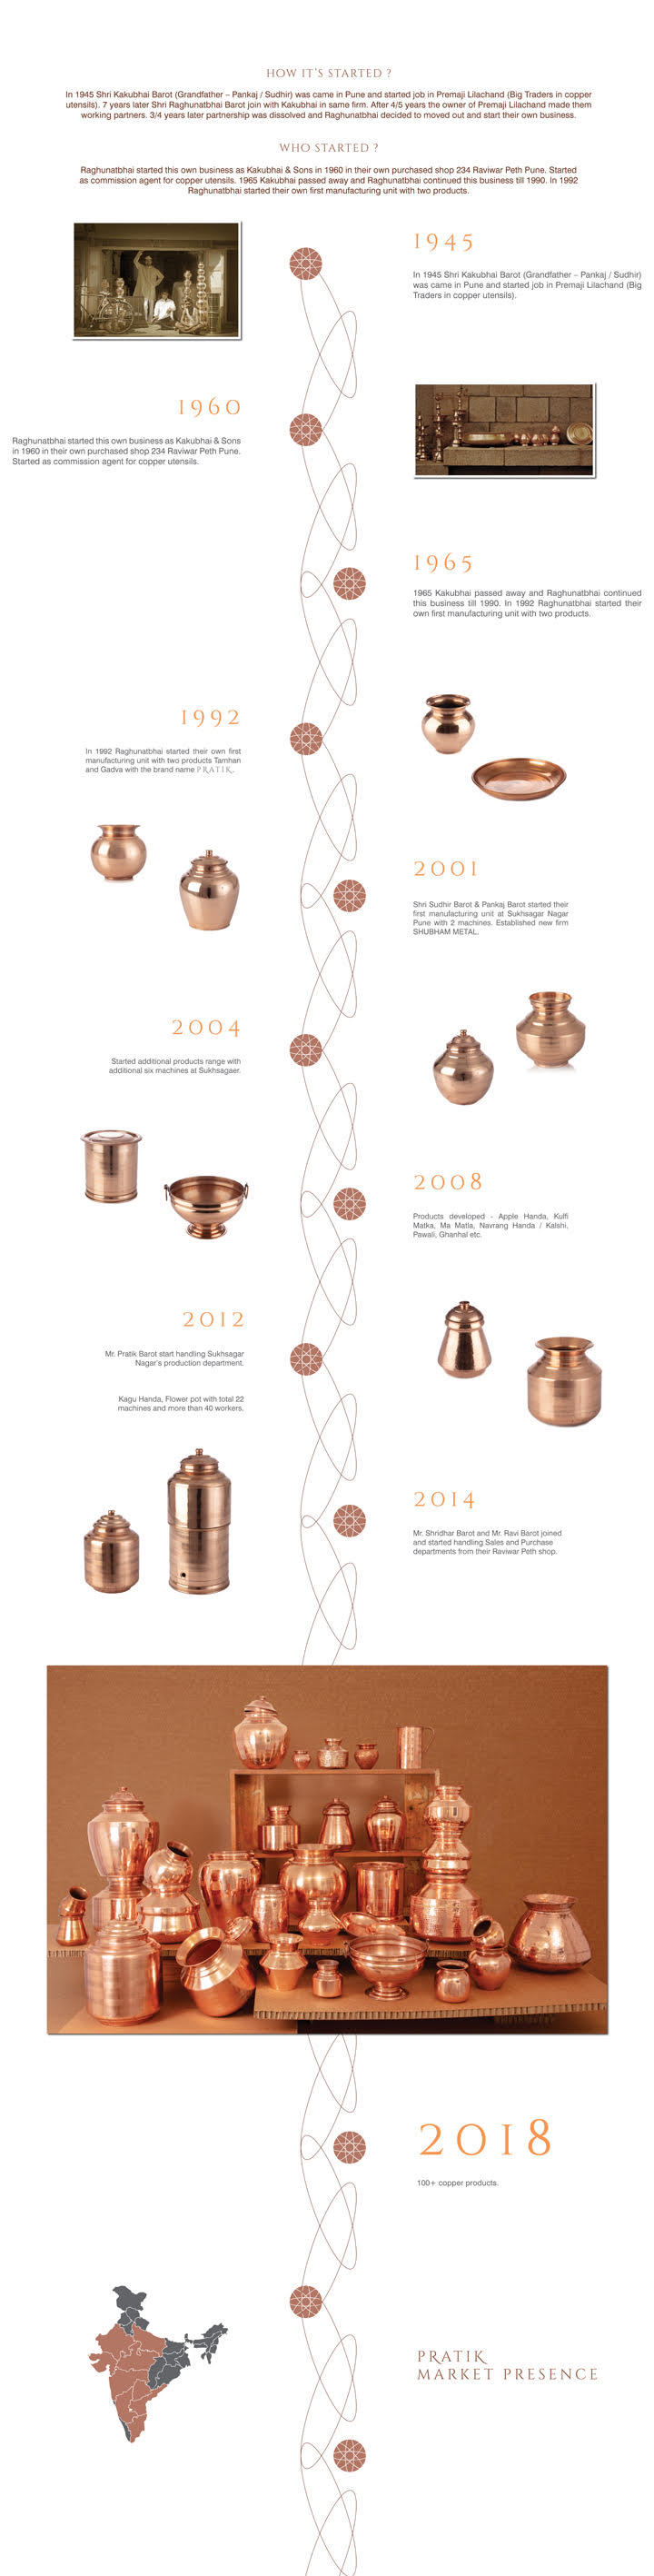 HOW IT'S STARTED ?
In 1945 Shri Kakubhai Barot (Grandfather – Pankaj / Sudhir) was came in Pune and started job in Premaji Lilachand (Big Traders in copper
utensils). 7 years later Shri Raghunatbhai Barot join with Kakubhai in same firm. After 4/5 years the owner of Premaji Lilachand made them
working partners. 3/4 years later partnership was dissolved and Raghunatbhai decided to moved out and start their own business.
WHO STARTED ?
Raghunatbhai started this own business as Kakubhai & Sons in 1960 in their own purchased shop 234 Raviwar Peth Pune. Started
as commission agent for copper utensils. 1965 Kakubhai passed away and Raghunatbhai continued this business till 1990. In 1992
Raghunatbhai started their own first manufacturing unit with two products.
1945
In 1945 Shri Kakubhai Barot (Grandfather – Pankaj / Sudhir)
was came in Pune and started job in Premaji Lilachand (Big
Traders in copper utensils).
1960
Raghunatbhai started this own business as Kakubhai & Sons
in 1960 in their own purchased shop 234 Raviwar Peth Pune.
Started as commission agent for copper utensils.
1965
1965 Kakubhai passed away and Raghunatbhai continued
this business till 1990. In 1992 Raghunatbhai started their
own first manufacturing unit with two products.
1992
In 1992 Raghunatbhai started their own first
manufacturing unit with two products Tamhan
and Gadva with the brand name PRATIK.
2001
Shri Sudhir Barot & Pankaj Barot started their
first manufacturing unit at Sukhsagar Nagar
Pune with 2 machines. Established new firm
SHUBHAM METAL.
2004
Started additional products range with
additional six machines at Sukhsagaer.
2008
Products developed - Apple Handa, Kulfi
Matka, Ma Matla, Navrang Handa / Kalshi,
Pawali, Ghanhal etc.
2012
Mr. Pratik Barot start handling Sukhsagar
Nagar's production department.
Kagu Handa, Flower pot with total 22
machines and more than 40 workers.
2014
Mr. Shridhar Barot and Mr. Ravi Barot joined
and started handling Sales and Purchase
departments from their Raviwar Peth shop.
2018
100+ copper products.
PRATIK
MARKET PRESENCE